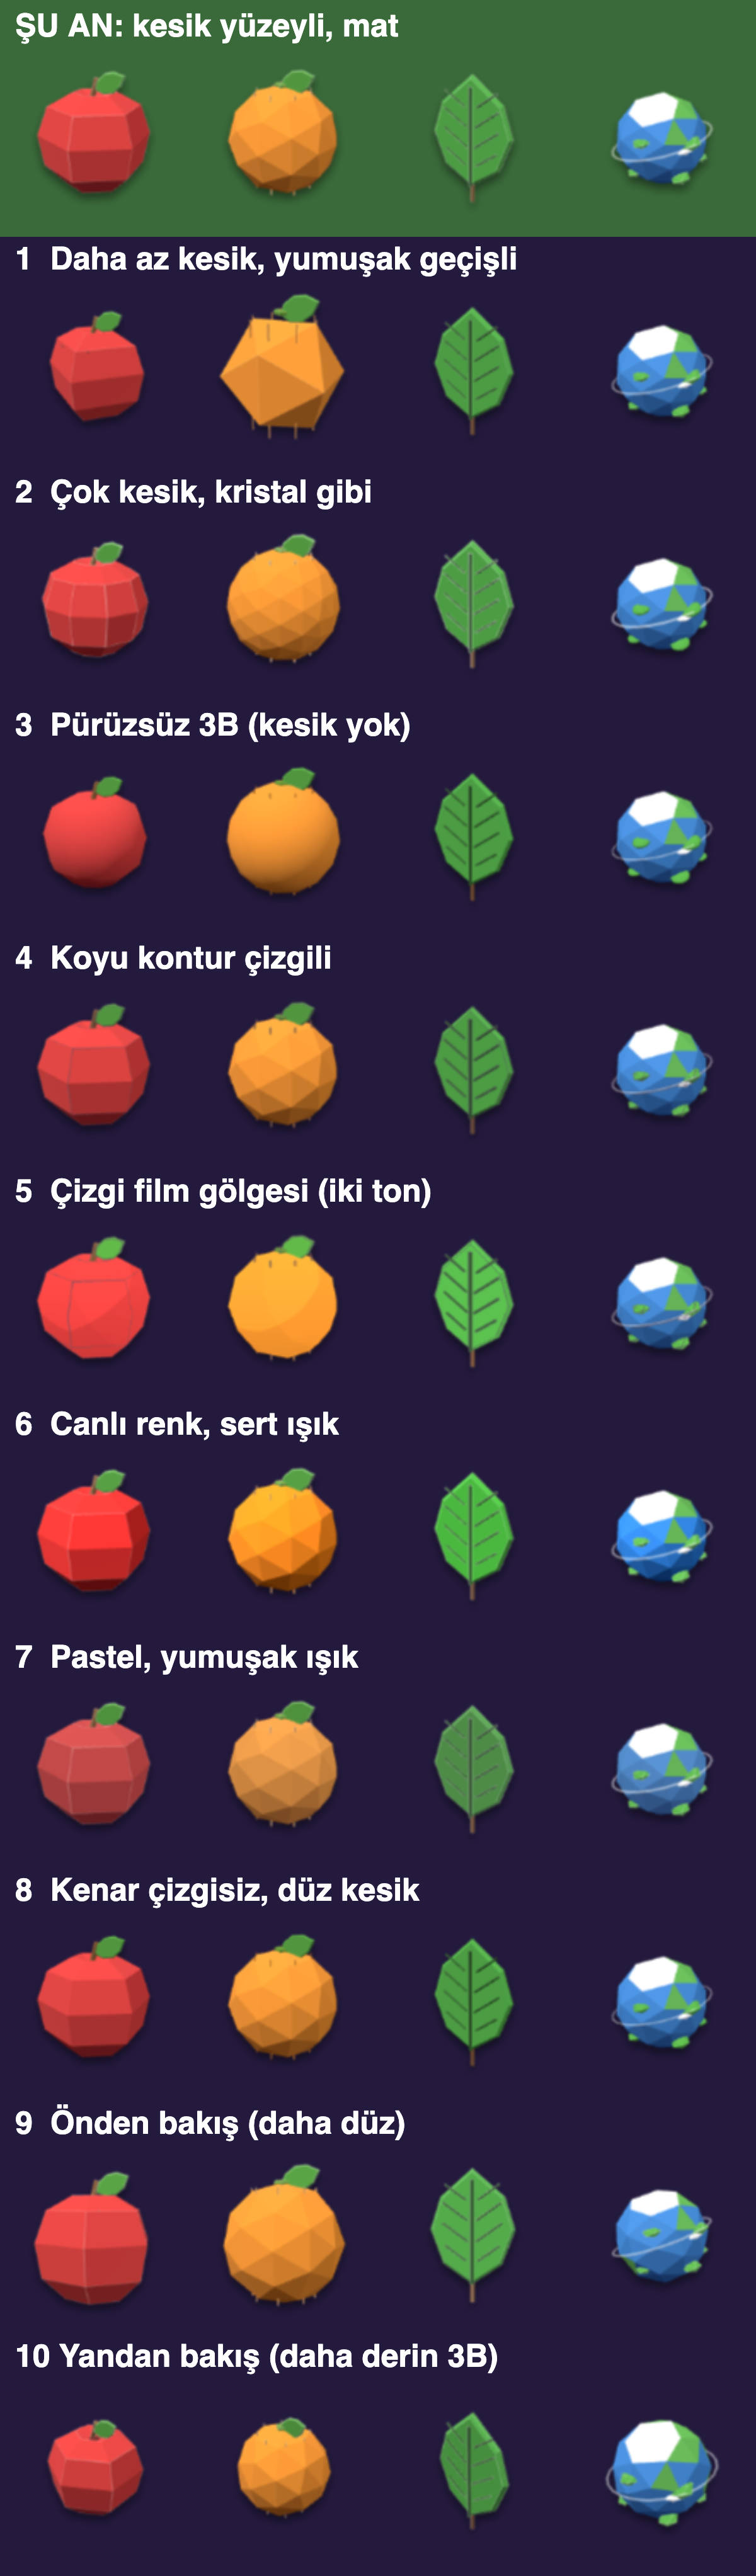 ŞU AN: kesik yüzeyli, mat
1 Daha az kesik, yumuşak geçişli
2 Çok kesik, kristal gibi
3 Pürüzsüz 3B (kesik yok)
4 Koyu kontur çizgili
5 Çizgi film gölgesi (iki ton)
6 Canlı renk, sert ışık
7 Pastel, yumuşak ışık
8 Kenar çizgisiz, düz kesik
9 Önden bakış (daha düz)
10 Yandan bakış (daha derin 3B)